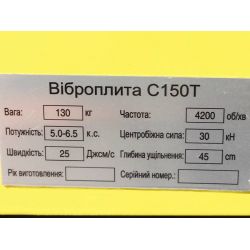 Віброплита C150T
Вага: 130 кг Частота: 4200 об/хв
Потужність: 5.0-6.5 к.с. Центробіжна сила: 30 кН
Швидкість: 25 Джсм/с Глибина ущільнення: 45 cm
Рік виготовлення: Серійний номер: